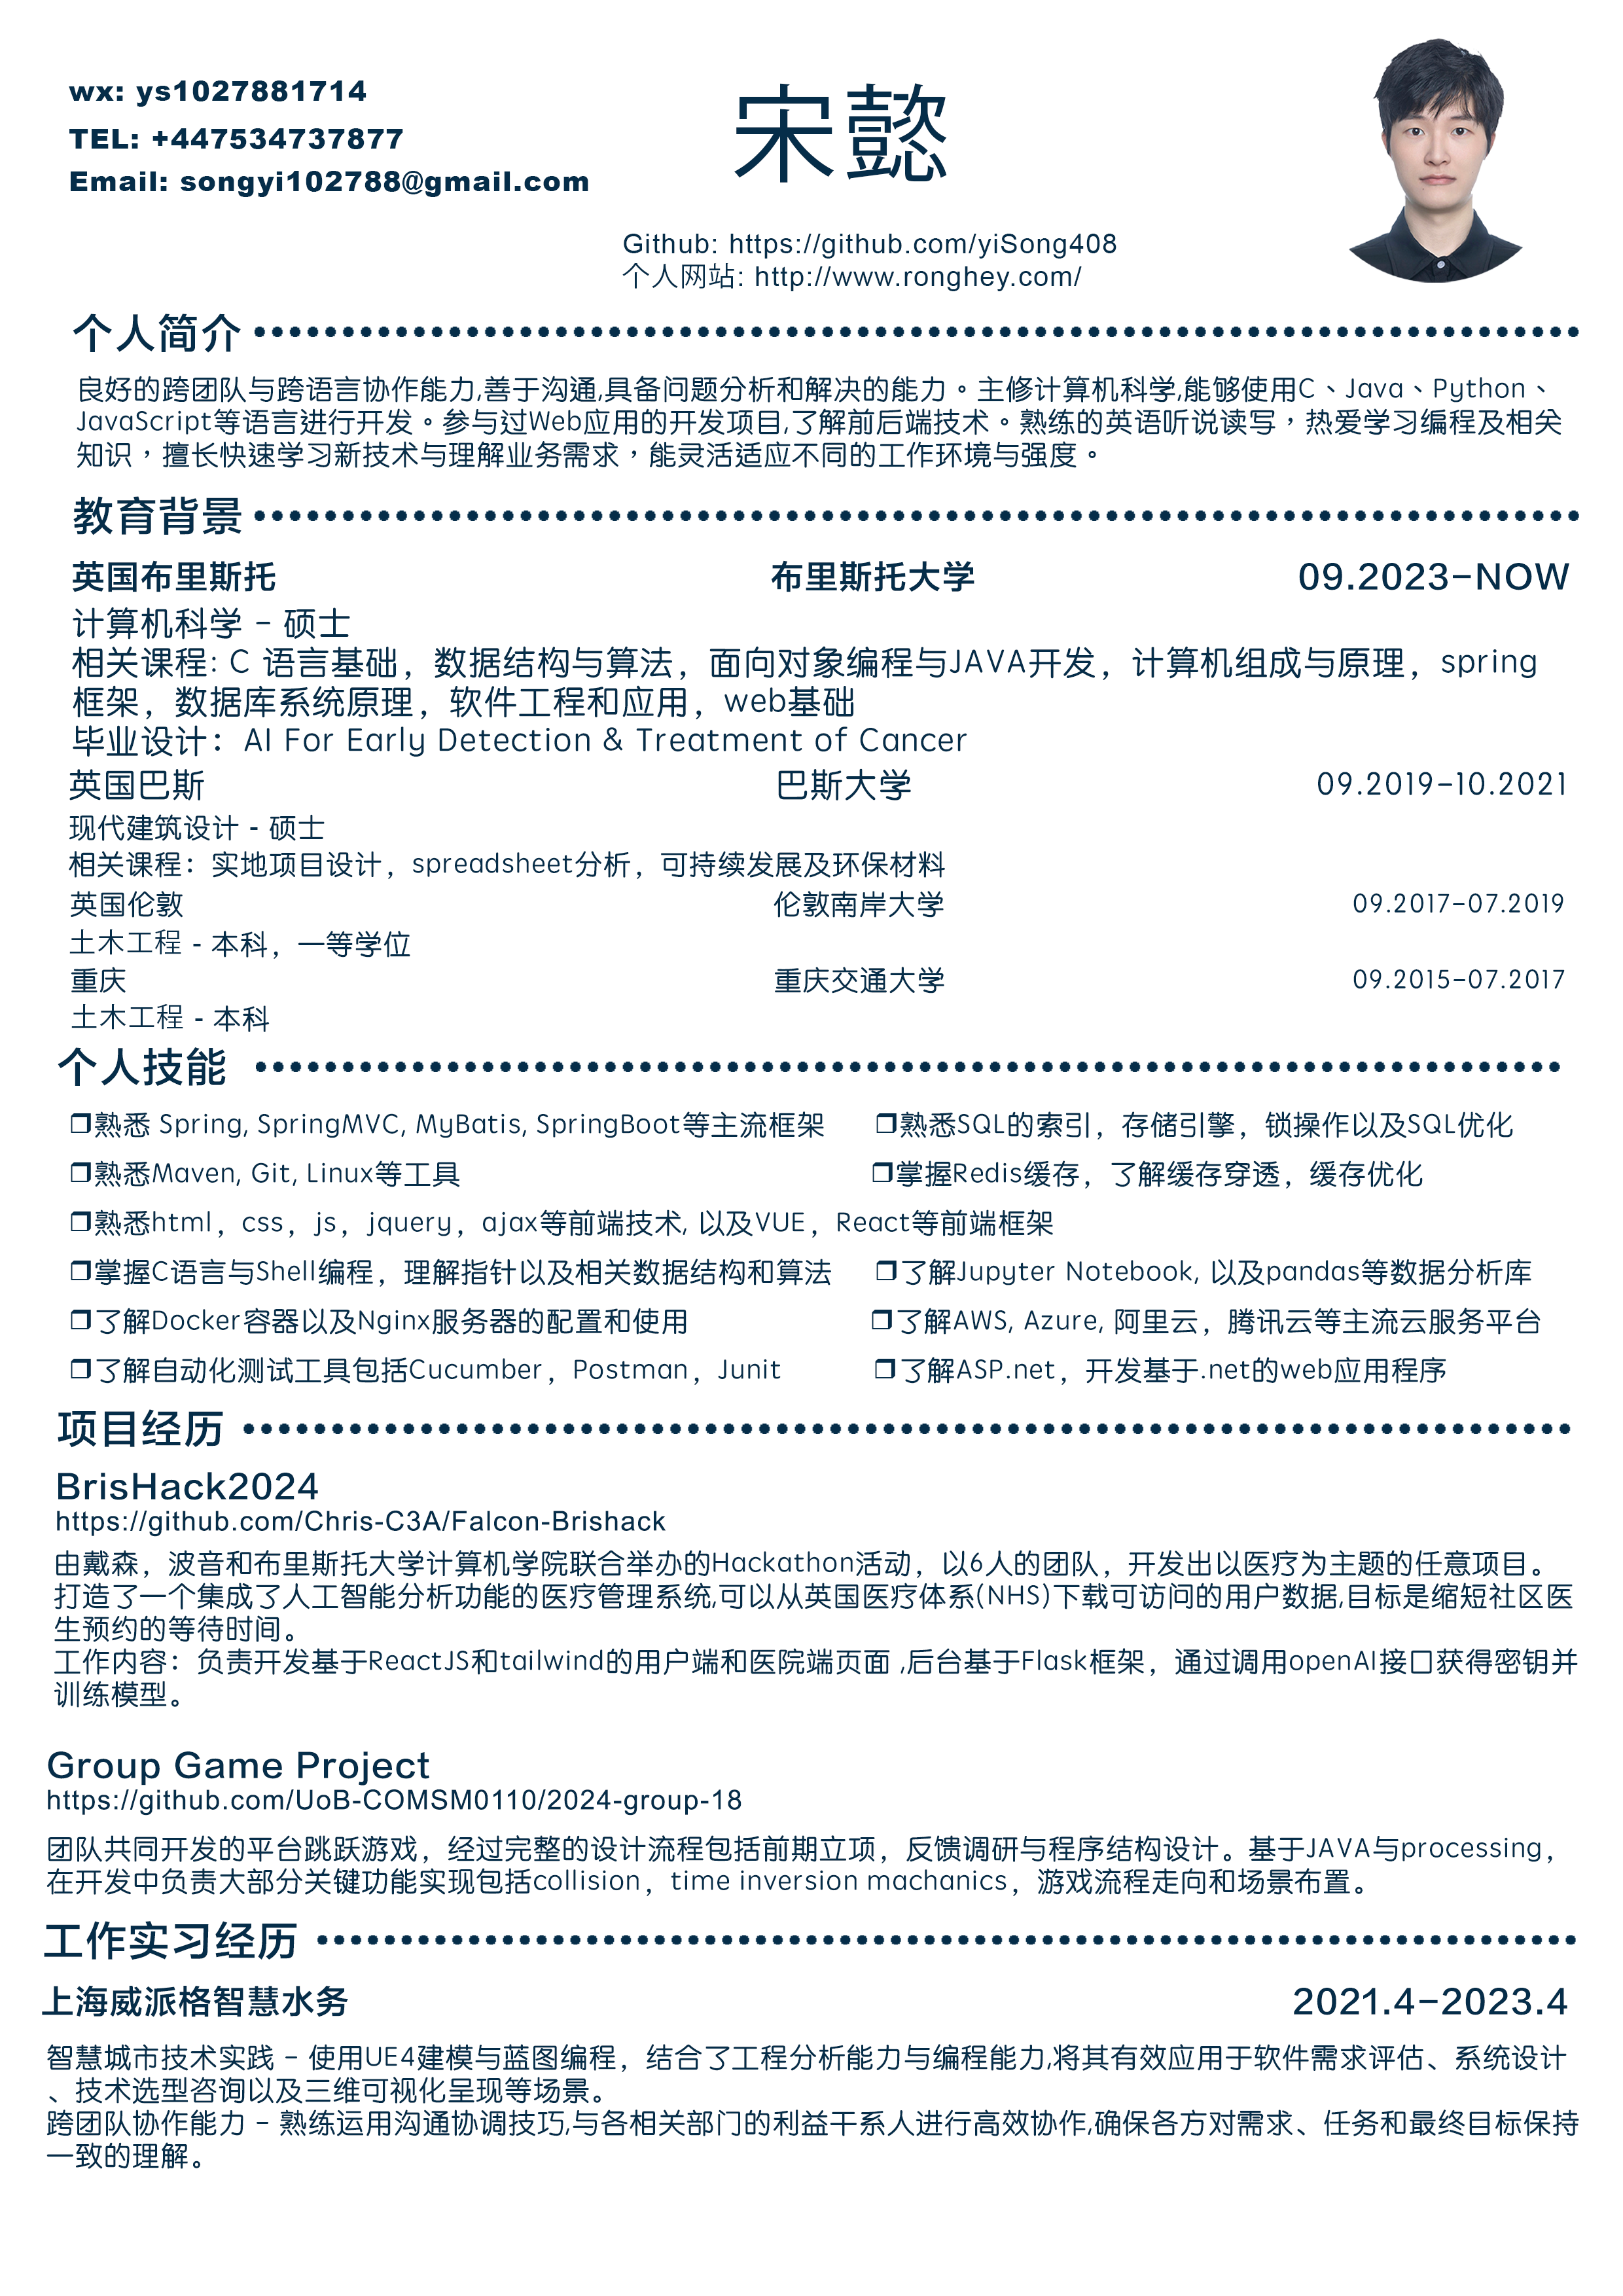 wx: ys1027881714
TEL: +447534737877
Email: songyi102788@gmail.com
宋懿
Github: https://github.com/yiSong408
个人网站: http://www.ronghey.com/
个人简介
良好的跨团队与跨语言协作能力,善于沟通,具备问题分析和解决的能力。主修计算机科学,能够使用C、Java、Python、
JavaScript等语言进行开发。参与过Web应用的开发项目,了解前后端技术。熟练的英语听说读写，热爱学习编程及相关
知识，擅长快速学习新技术与理解业务需求，能灵活适应不同的工作环境与强度。
教育背景
英国布里斯托 布里斯托大学 09.2023-NOW
计算机科学 - 硕士
相关课程: C 语言基础，数据结构与算法，面向对象编程与JAVA开发，计算机组成与原理，spring
框架，数据库系统原理，软件工程和应用，web基础
毕业设计：AI For Early Detection & Treatment of Cancer
英国巴斯 巴斯大学 09.2019-10.2021
现代建筑设计 - 硕士
相关课程：实地项目设计，spreadsheet分析，可持续发展及环保材料
英国伦敦 伦敦南岸大学 09.2017-07.2019
土木工程 - 本科，一等学位
重庆 重庆交通大学 09.2015-07.2017
土木工程 - 本科
个人技能
❒熟悉 Spring, SpringMVC, MyBatis, SpringBoot等主流框架 ❒熟悉SQL的索引，存储引擎，锁操作以及SQL优化
❒熟悉Maven, Git, Linux等工具 ❒掌握Redis缓存，了解缓存穿透，缓存优化
❒熟悉html，css，js，jquery，ajax等前端技术, 以及VUE，React等前端框架
❒掌握C语言与Shell编程，理解指针以及相关数据结构和算法 ❒了解Jupyter Notebook, 以及pandas等数据分析库
❒了解Docker容器以及Nginx服务器的配置和使用 ❒了解AWS, Azure, 阿里云，腾讯云等主流云服务平台
❒了解自动化测试工具包括Cucumber，Postman，Junit ❒了解ASP.net，开发基于.net的web应用程序
项目经历
BrisHack2024
https://github.com/Chris-C3A/Falcon-Brishack
由戴森，波音和布里斯托大学计算机学院联合举办的Hackathon活动，以6人的团队，开发出以医疗为主题的任意项目。
打造了一个集成了人工智能分析功能的医疗管理系统,可以从英国医疗体系(NHS)下载可访问的用户数据,目标是缩短社区医
生预约的等待时间。
工作内容：负责开发基于ReactJS和tailwind的用户端和医院端页面 ,后台基于Flask框架，通过调用openAI接口获得密钥并
训练模型。
Group Game Project
https://github.com/UoB-COMSM0110/2024-group-18
团队共同开发的平台跳跃游戏，经过完整的设计流程包括前期立项，反馈调研与程序结构设计。基于JAVA与processing，
在开发中负责大部分关键功能实现包括collision，time inversion machanics，游戏流程走向和场景布置。
工作实习经历
上海威派格智慧水务 2021.4-2023.4
智慧城市技术实践 - 使用UE4建模与蓝图编程，结合了工程分析能力与编程能力,将其有效应用于软件需求评估、系统设计
、技术选型咨询以及三维可视化呈现等场景。
跨团队协作能力 - 熟练运用沟通协调技巧,与各相关部门的利益干系人进行高效协作,确保各方对需求、任务和最终目标保持
一致的理解。